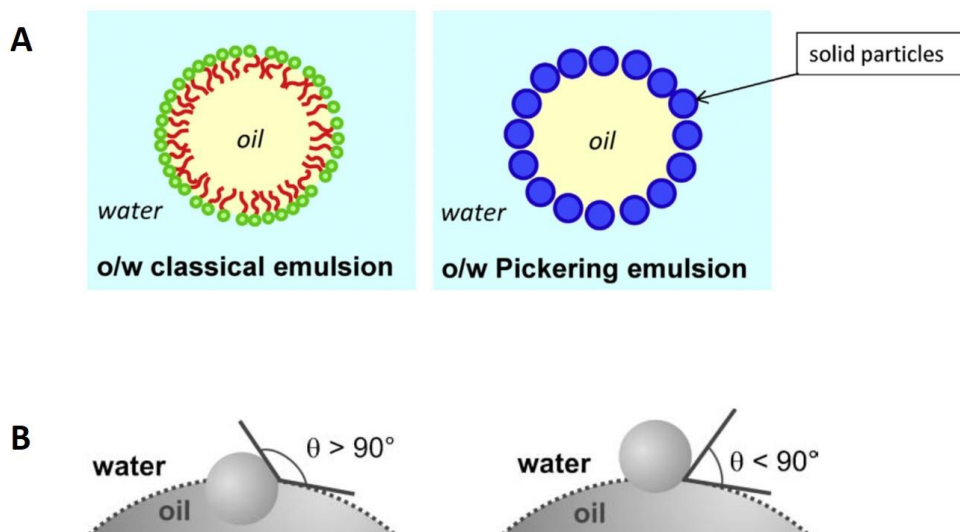 A
oil
water
o/w classical emulsion
oil
water
o/w Pickering emulsion
solid particles
B
water
oil
θ > 90°
water
oil
θ < 90°